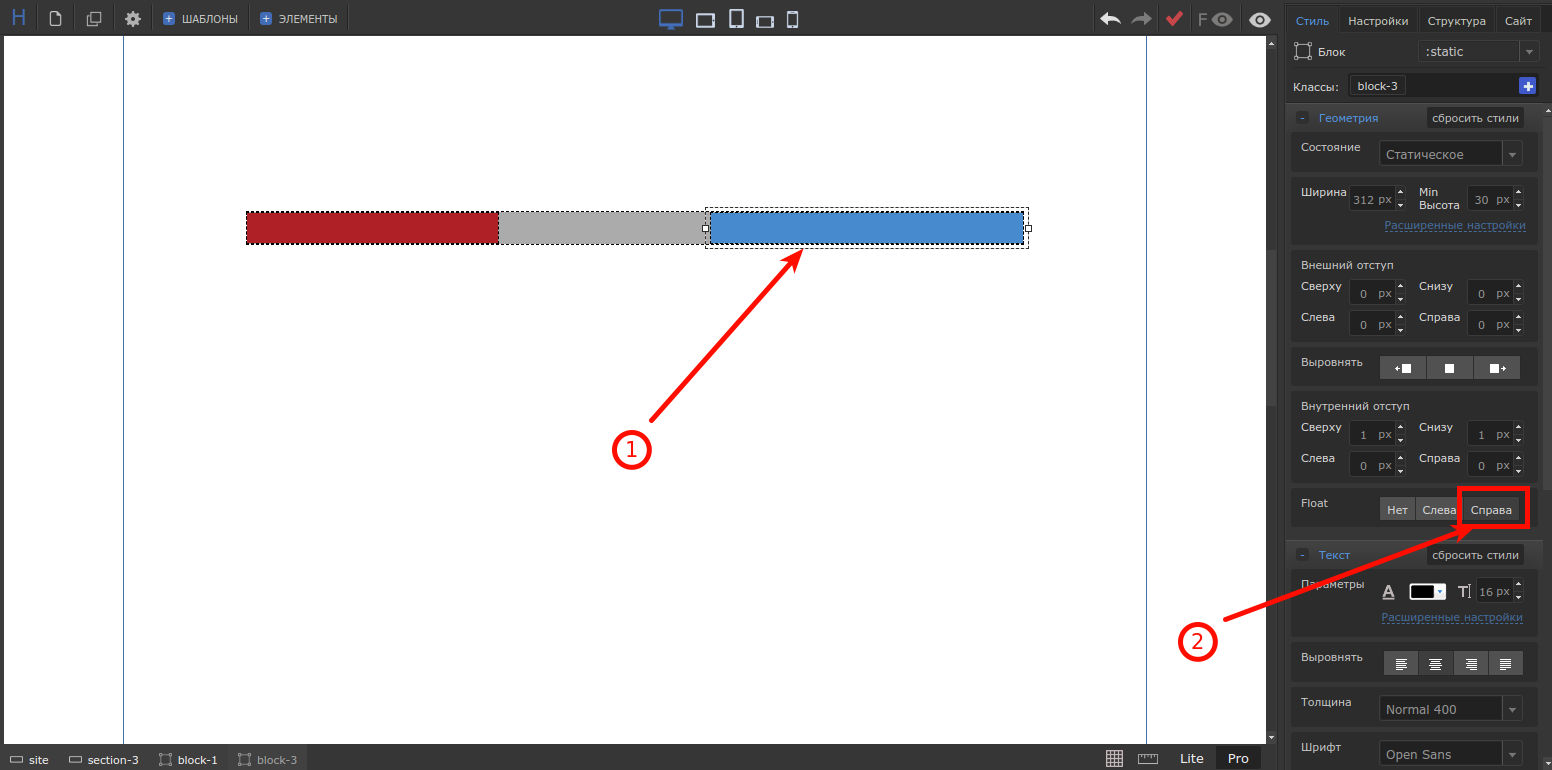 H ШАБЛОНЫ ЭЛЕМЕНТЫ F
Стиль Настройки Структура Сайт
Блок :static
Классы: block-3
- Геометрия сбросить стили
Состояние Статическое
Ширина 312 px Min Высота 30 px
Расширенные настройки
Внешний отступ
Сверху 0 px Снизу 0 px
Слева 0 px Справа 0 px
Выровнять
Внутренний отступ
Сверху 1 px Снизу 1 px
Слева 0 px Справа 0 px
Float Нет Слева Справа
- Текст сбросить стили
Параметры A T 16 px
Расширенные настройки
Выровнять
Толщина Normal 400
Шрифт Open Sans
1
2
site section-3 block-1 block-3 Lite Pro